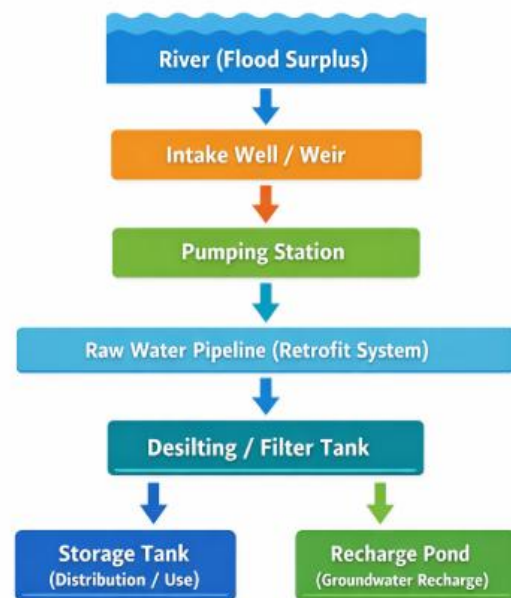 River (Flood Surplus)
Intake Well / Weir
Pumping Station
Raw Water Pipeline (Retrofit System)
Desilting / Filter Tank
Storage Tank
(Distribution / Use)
Recharge Pond
(Groundwater Recharge)